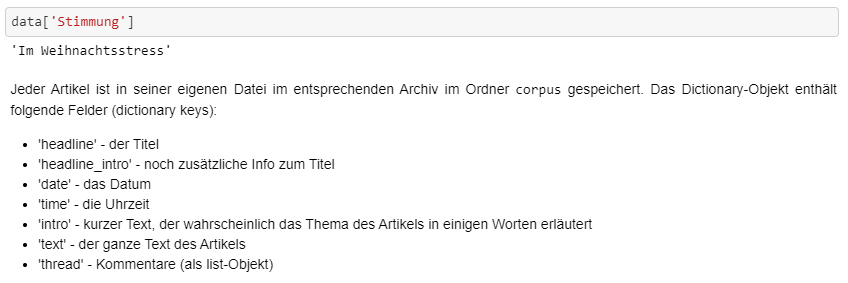 data['Stimmung']
'Im Weihnachtsstress'
Jeder Artikel ist in seiner eigenen Datei im entsprechenden Archiv im Ordner corpus gespeichert. Das Dictionary-Objekt enthält
folgende Felder (dictionary keys):
• 'headline' - der Titel
• 'headline_intro' - noch zusätzliche Info zum Titel
• 'date' - das Datum
• 'time' - die Uhrzeit
• 'intro' - kurzer Text, der wahrscheinlich das Thema des Artikels in einigen Worten erläutert
• 'text' - der ganze Text des Artikels
• 'thread' - Kommentare (als list-Objekt)